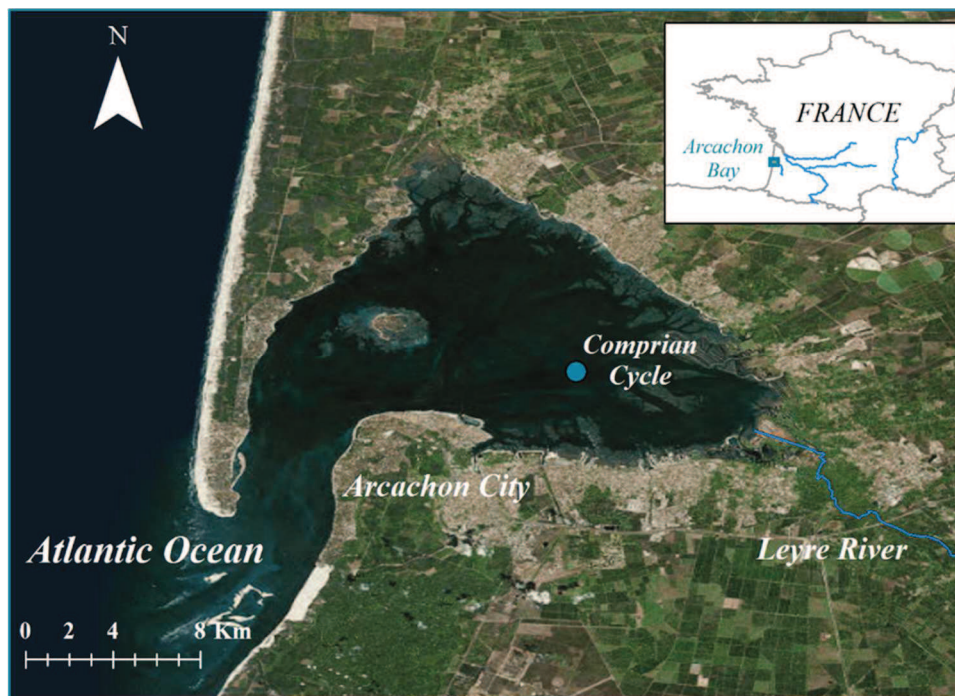 N
FRANCE
Arcachon
Bay
Comprian
Cycle
Arcachon City
Atlantic Ocean
Leyre River
0 2 4 8 Km